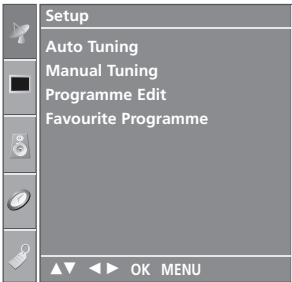 Setup
Auto Tuning
Manual Tuning
Programme Edit
Favourite Programme
▲▼ ◄► OK MENU